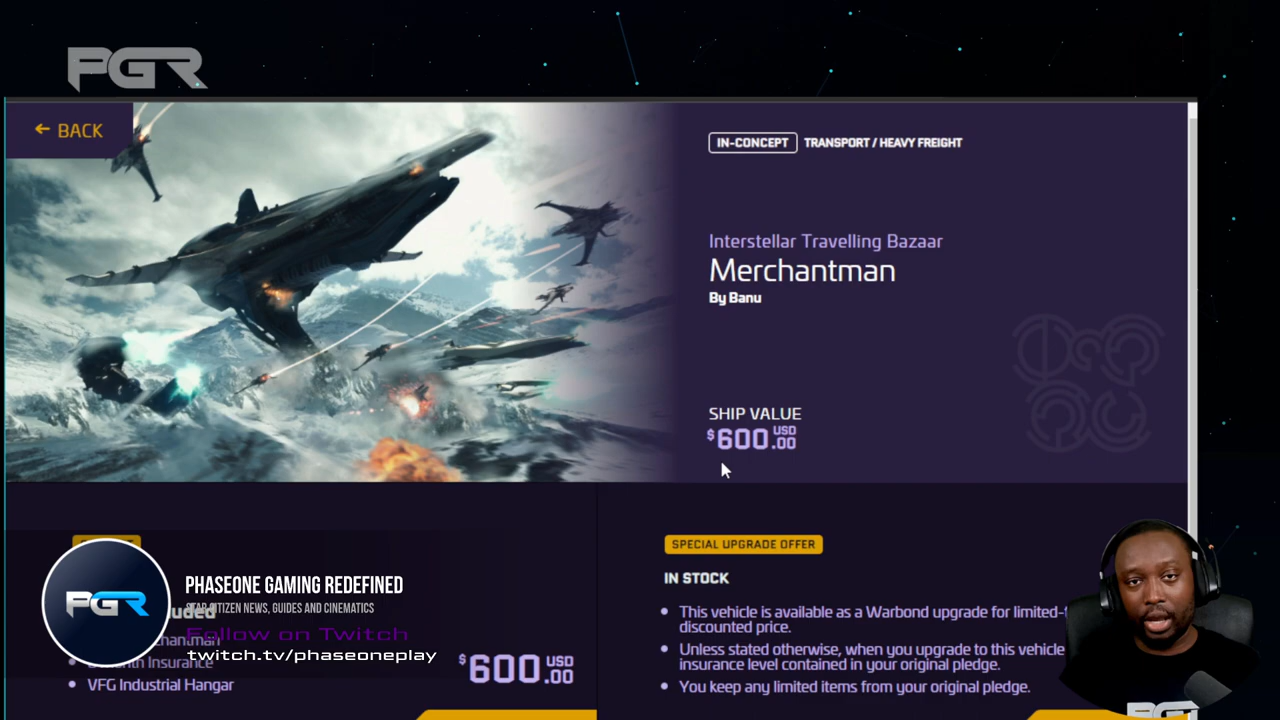 PGR
← BACK
IN-CONCEPT TRANSPORT / HEAVY FREIGHT
Interstellar Travelling Bazaar
Merchantman
By Banu
SHIP VALUE
$600.00 USD
PHASEONE GAMING REDEFINED
STAR CITIZEN NEWS, GUIDES AND CINEMATICS
Follow on Twitch
twitch.tv/phaseoneplay
PGR
Insurance
VFG Industrial Hangar
$600.00 USD
SPECIAL UPGRADE OFFER
IN STOCK
This vehicle is available as a Warbond upgrade for limited-
discounted price.
Unless stated otherwise, when you upgrade to this vehicle
insurance level contained in your original pledge.
You keep any limited items from your original pledge.